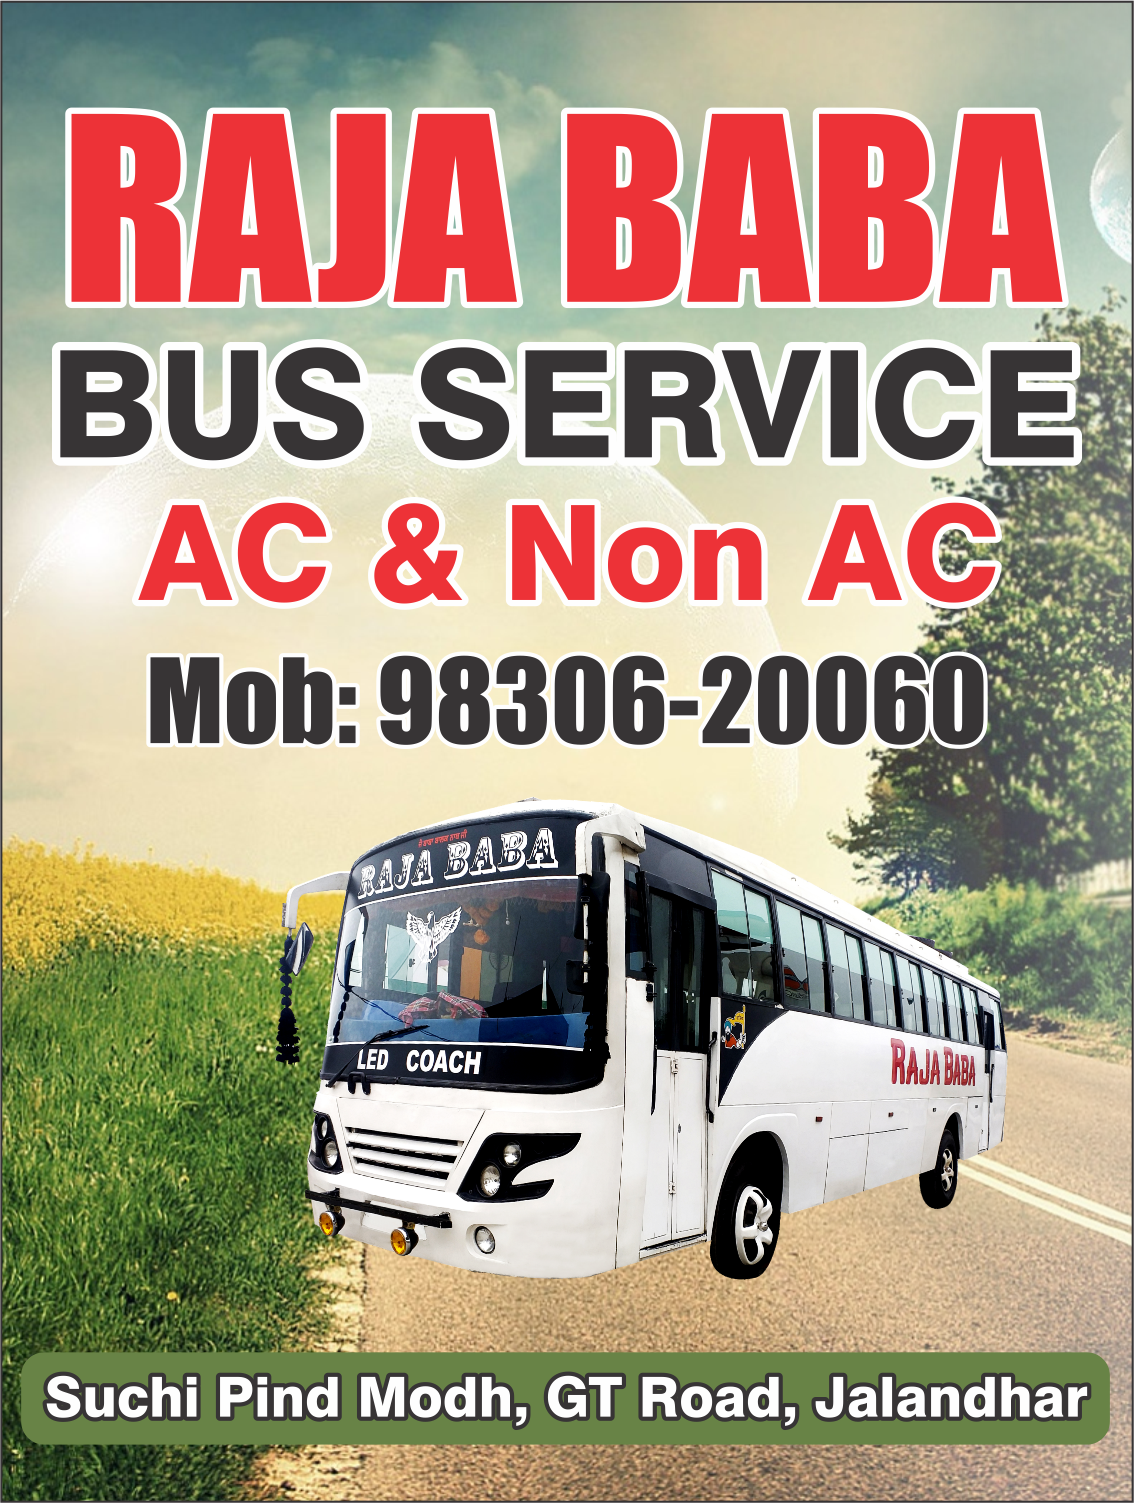 RAJA BABA
BUS SERVICE
AC & Non AC
Mob: 98306-20060
RAJA BABA
LED COACH
RAJA BABA
Suchi Pind Modh, GT Road, Jalandhar